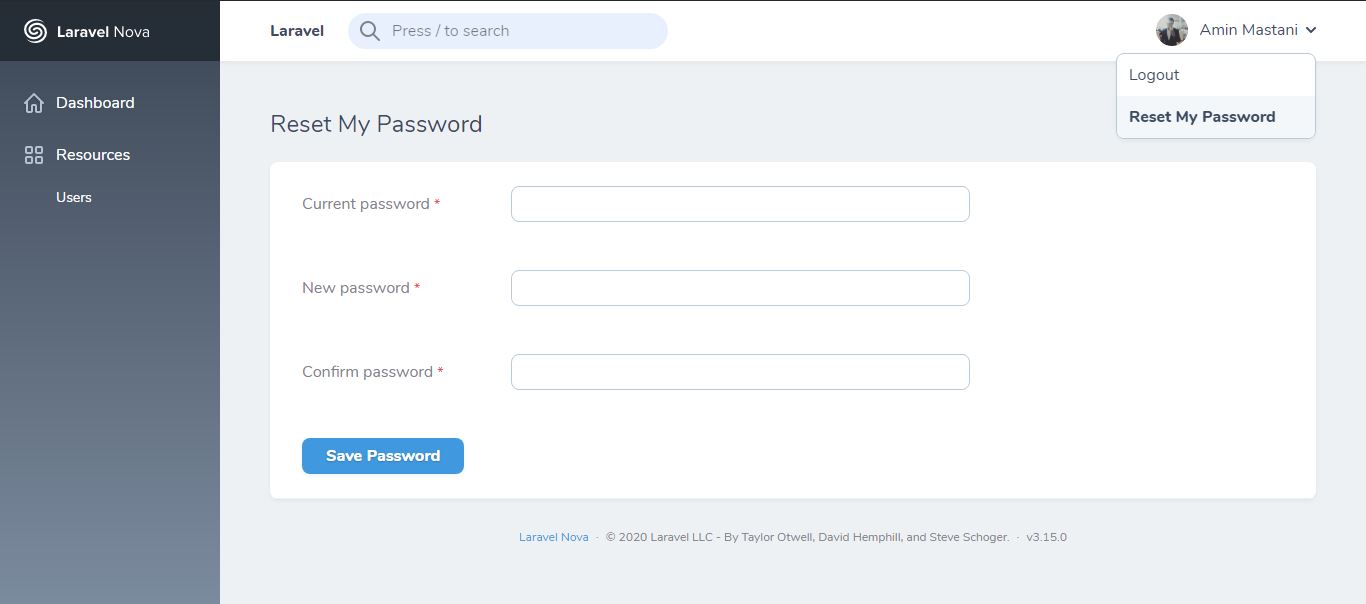 Laravel Nova
Laravel
Press / to search
Amin Mastani
Logout
Reset My Password
Dashboard
Resources
Users
Reset My Password
Current password *
New password *
Confirm password *
Save Password
Laravel Nova · © 2020 Laravel LLC - By Taylor Otwell, David Hemphill, and Steve Schoger. · v3.15.0